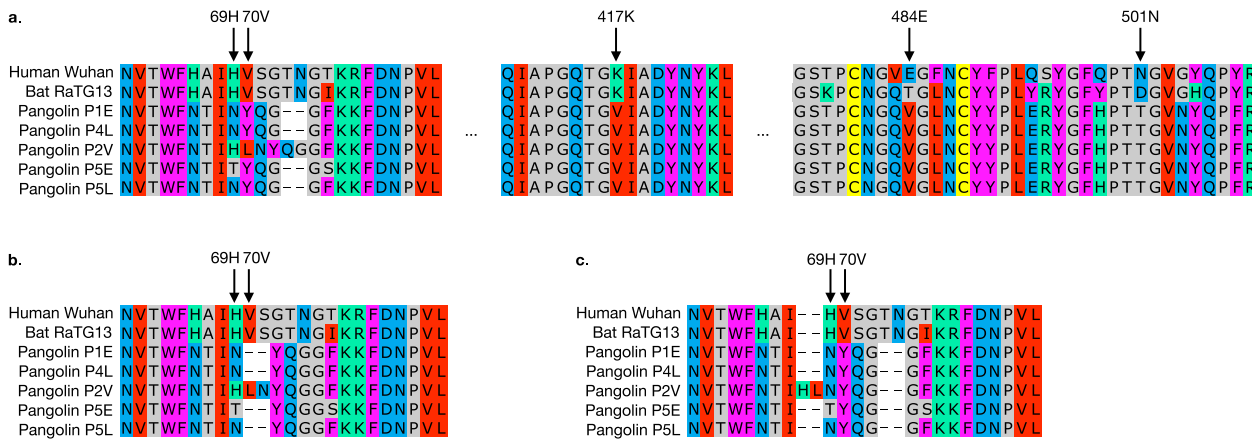 a.
69H 70V 417K 484E 501N
Human Wuhan NVTWFHAIHVSGTNGTKRFDNPVL QIAPGQTGKIADYNYKL GSTPCNGVEGFNCYFPLQSYGFQPTNGVGYQPYR
Bat RaTG13 NVTWFHAIHVSGTNGIKRFDNPVL QIAPGQTGKIADYNYKL GSKPCNGQTGLNCYYPLYRYGFYPTDGVGHQPYR
Pangolin P1E NVTWFNTINYQG--GFKKFDNPVL QIAPGQTGVIADYNYKL GSTPCNGQVGLNCYYPLERYGFHPTTGVNYQPFR
Pangolin P4L NVTWFNTINYQG--GFKKFDNPVL ... QIAPGQTGVIADYNYKL ... GSTPCNGQVGLNCYYPLERYGFHPTTGVNYQPFR
Pangolin P2V NVTWFNTIHLNYQGGFKKFDNPVL QIAPGQTGVIADYNYKL GSTPCNGQVGLNCYYPLERYGFHPTTGVNYQPFR
Pangolin P5E NVTWFNTITYQG--GSKKFDNPVL QIAPGQTGVIADYNYKL GSTPCNGQVGLNCYYPLERYGFHPTTGVNYQPFR
Pangolin P5L NVTWFNTINYQG--GFKKFDNPVL QIAPGQTGVIADYNYKL GSTPCNGQVGLNCYYPLERYGFHPTTGVNYQPFR
b.
69H 70V
Human Wuhan NVTWFHAIHVSGTNGTKRFDNPVL
Bat RaTG13 NVTWFHAIHVSGTNGIKRFDNPVL
Pangolin P1E NVTWFNTIN--YQGGFKKFDNPVL
Pangolin P4L NVTWFNTIN--YQGGFKKFDNPVL
Pangolin P2V NVTWFNTIHLNYQGGFKKFDNPVL
Pangolin P5E NVTWFNTIT--YQGGSKKFDNPVL
Pangolin P5L NVTWFNTIN--YQGGFKKFDNPVL
c.
69H 70V
Human Wuhan NVTWFHAI--HVSGTNGTKRFDNPVL
Bat RaTG13 NVTWFHAI--HVSGTNGIKRFDNPVL
Pangolin P1E NVTWFNTI--NYQG--GFKKFDNPVL
Pangolin P4L NVTWFNTI--NYQG--GFKKFDNPVL
Pangolin P2V NVTWFNTIHLNYQG--GFKKFDNPVL
Pangolin P5E NVTWFNTI--TYQG--GSKKFDNPVL
Pangolin P5L NVTWFNTI--NYQG--GFKKFDNPVL